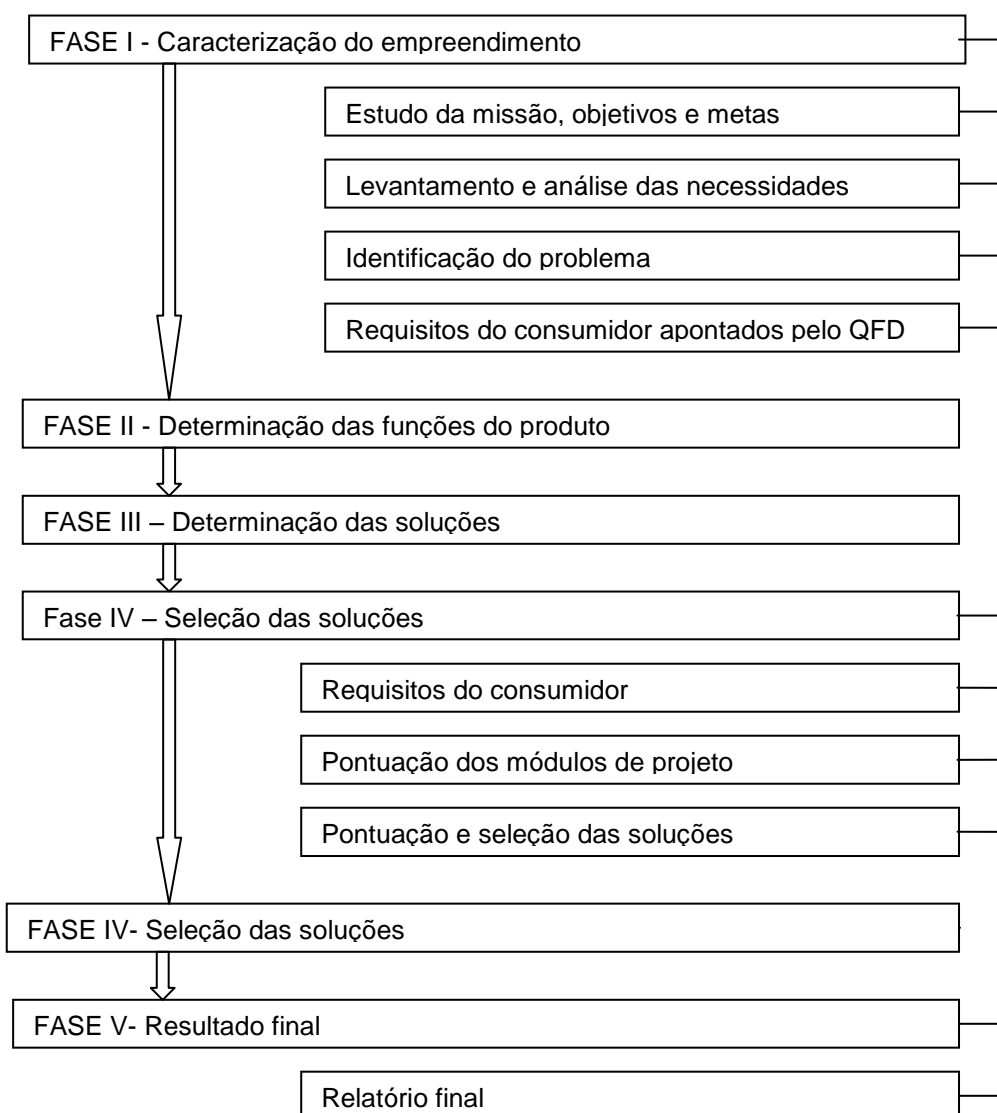 FASE I - Caracterização do empreendimento
Estudo da missão, objetivos e metas
Levantamento e análise das necessidades
Identificação do problema
Requisitos do consumidor apontados pelo QFD
FASE II - Determinação das funções do produto
FASE III – Determinação das soluções
Fase IV – Seleção das soluções
Requisitos do consumidor
Pontuação dos módulos de projeto
Pontuação e seleção das soluções
FASE IV- Seleção das soluções
FASE V- Resultado final
Relatório final